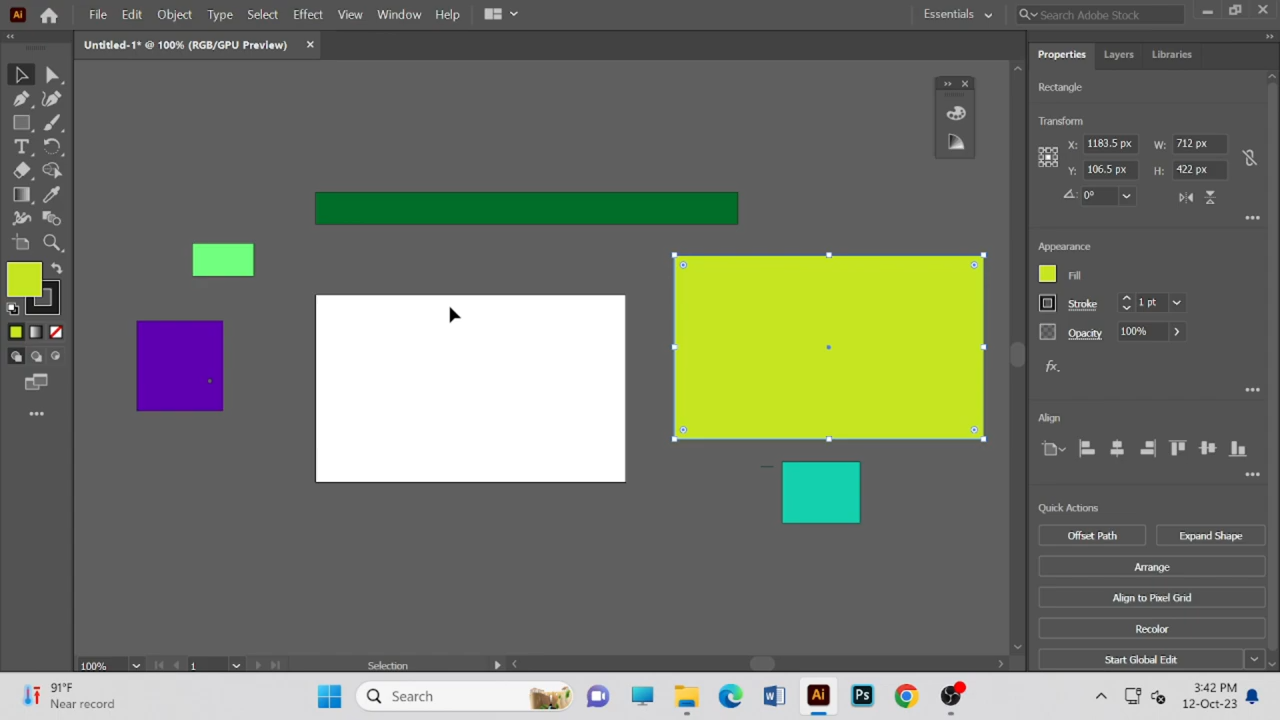 Ai File Edit Object Type Select Effect View Window Help Essentials Search Adobe Stock
Untitled-1* @ 100% (RGB/GPU Preview)
Properties Layers Libraries
Rectangle
Transform
X: 1183.5 px W: 712 px
Y: 106.5 px H: 422 px
0°
Appearance
Fill
Stroke 1 pt
Opacity 100%
fx.
Align
Quick Actions
Offset Path Expand Shape
Arrange
Align to Pixel Grid
Recolor
Start Global Edit
100% 1 Selection
91°F
Near record
Search
W Ai Ps
3:42 PM
12-Oct-23